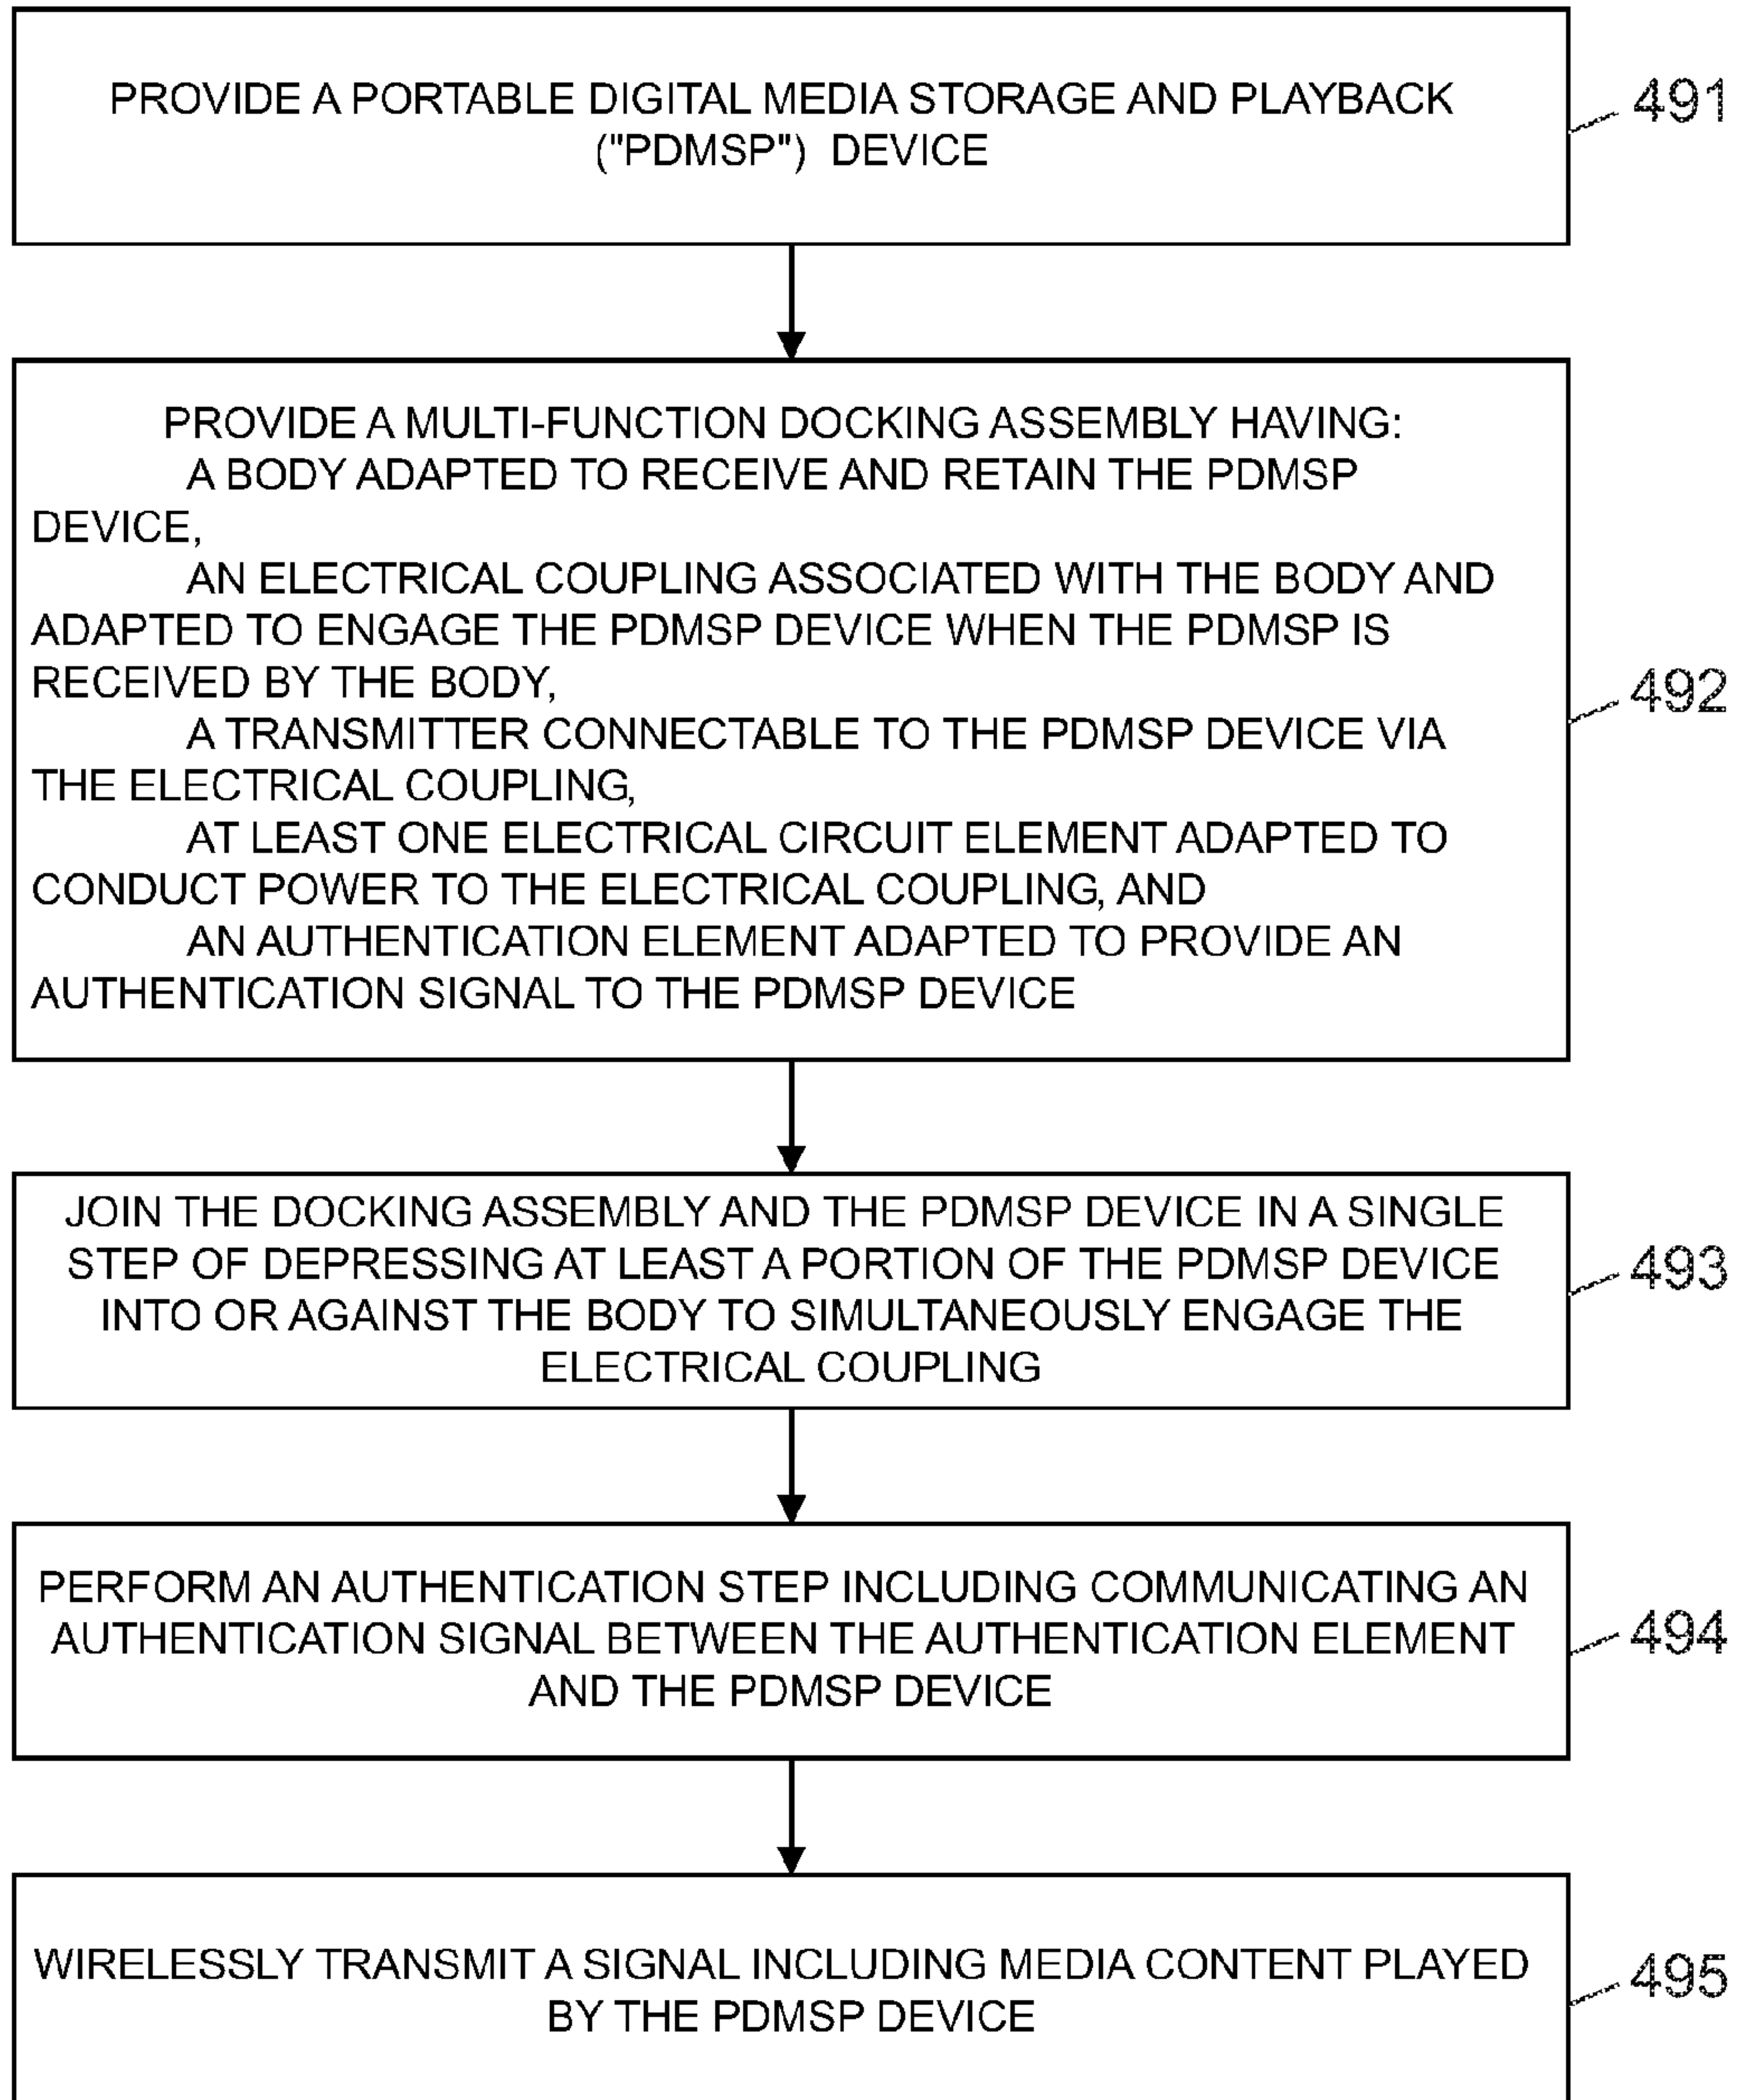 PROVIDE A PORTABLE DIGITAL MEDIA STORAGE AND PLAYBACK
("PDMSP") DEVICE
491
PROVIDE A MULTI-FUNCTION DOCKING ASSEMBLY HAVING:
A BODY ADAPTED TO RECEIVE AND RETAIN THE PDMSP
DEVICE,
AN ELECTRICAL COUPLING ASSOCIATED WITH THE BODY AND
ADAPTED TO ENGAGE THE PDMSP DEVICE WHEN THE PDMSP IS
RECEIVED BY THE BODY,
A TRANSMITTER CONNECTABLE TO THE PDMSP DEVICE VIA
THE ELECTRICAL COUPLING,
AT LEAST ONE ELECTRICAL CIRCUIT ELEMENT ADAPTED TO
CONDUCT POWER TO THE ELECTRICAL COUPLING, AND
AN AUTHENTICATION ELEMENT ADAPTED TO PROVIDE AN
AUTHENTICATION SIGNAL TO THE PDMSP DEVICE
492
JOIN THE DOCKING ASSEMBLY AND THE PDMSP DEVICE IN A SINGLE
STEP OF DEPRESSING AT LEAST A PORTION OF THE PDMSP DEVICE
INTO OR AGAINST THE BODY TO SIMULTANEOUSLY ENGAGE THE
ELECTRICAL COUPLING
493
PERFORM AN AUTHENTICATION STEP INCLUDING COMMUNICATING AN
AUTHENTICATION SIGNAL BETWEEN THE AUTHENTICATION ELEMENT
AND THE PDMSP DEVICE
494
WIRELESSLY TRANSMIT A SIGNAL INCLUDING MEDIA CONTENT PLAYED
BY THE PDMSP DEVICE
495